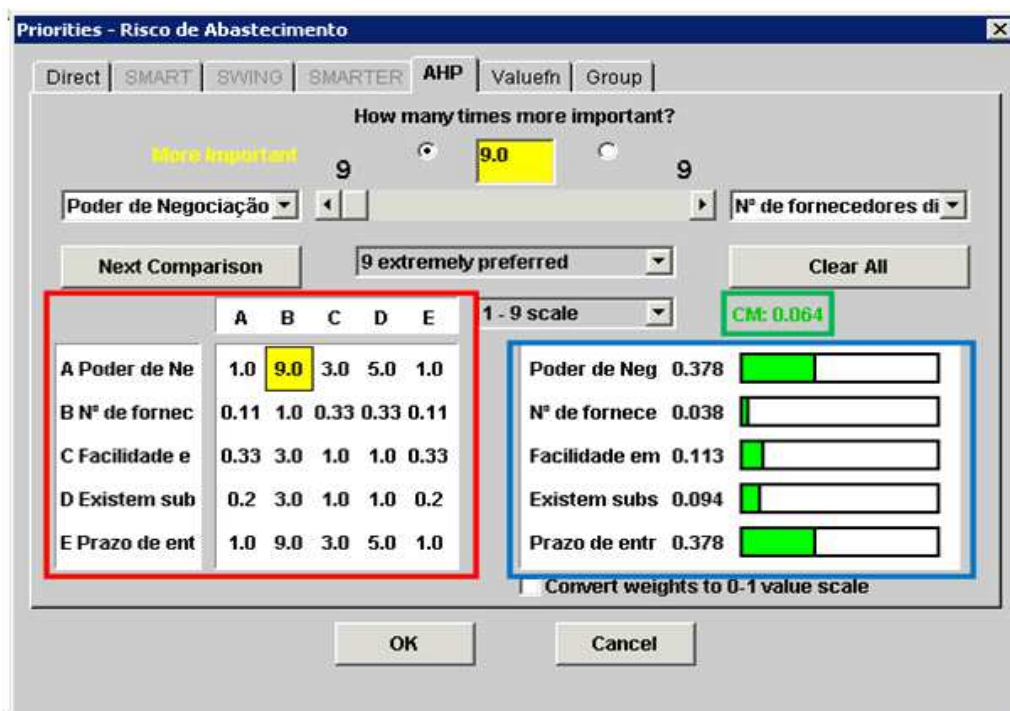 Priorities - Risco de Abastecimento
Direct SMART SWING SMARTER AHP Valuefn Group
How many times more important?
More Important 9 9.0 9
Poder de Negociação Nº de fornecedores di
Next Comparison 9 extremely preferred Clear All
1 - 9 scale CM: 0.064
A B C D E
A Poder de Ne 1.0 9.0 3.0 5.0 1.0
B Nº de fornec 0.11 1.0 0.33 0.33 0.11
C Facilidade e 0.33 3.0 1.0 1.0 0.33
D Existem sub 0.2 3.0 1.0 1.0 0.2
E Prazo de ent 1.0 9.0 3.0 5.0 1.0
Poder de Neg 0.378
Nº de fornece 0.038
Facilidade em 0.113
Existem subs 0.094
Prazo de entr 0.378
Convert weights to 0-1 value scale
OK Cancel